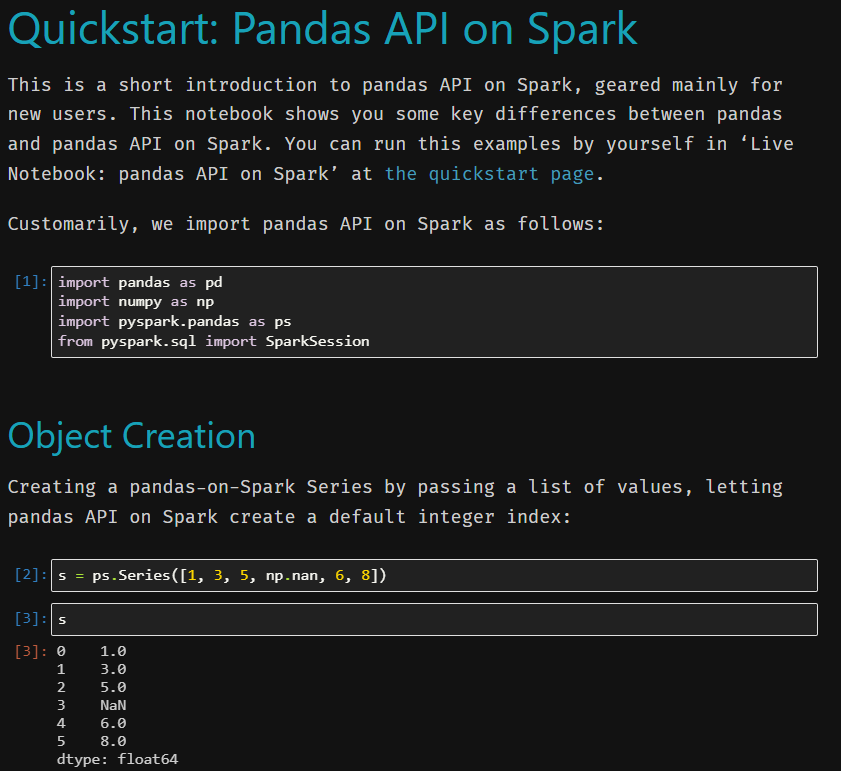 Quickstart: Pandas API on Spark
This is a short introduction to pandas API on Spark, geared mainly for
new users. This notebook shows you some key differences between pandas
and pandas API on Spark. You can run this examples by yourself in ‘Live
Notebook: pandas API on Spark’ at the quickstart page.
Customarily, we import pandas API on Spark as follows:
[1]: import pandas as pd
import numpy as np
import pyspark.pandas as ps
from pyspark.sql import SparkSession
Object Creation
Creating a pandas-on-Spark Series by passing a list of values, letting
pandas API on Spark create a default integer index:
[2]: s = ps.Series([1, 3, 5, np.nan, 6, 8])
[3]: s
[3]: 0    1.0
1    3.0
2    5.0
3    NaN
4    6.0
5    8.0
dtype: float64